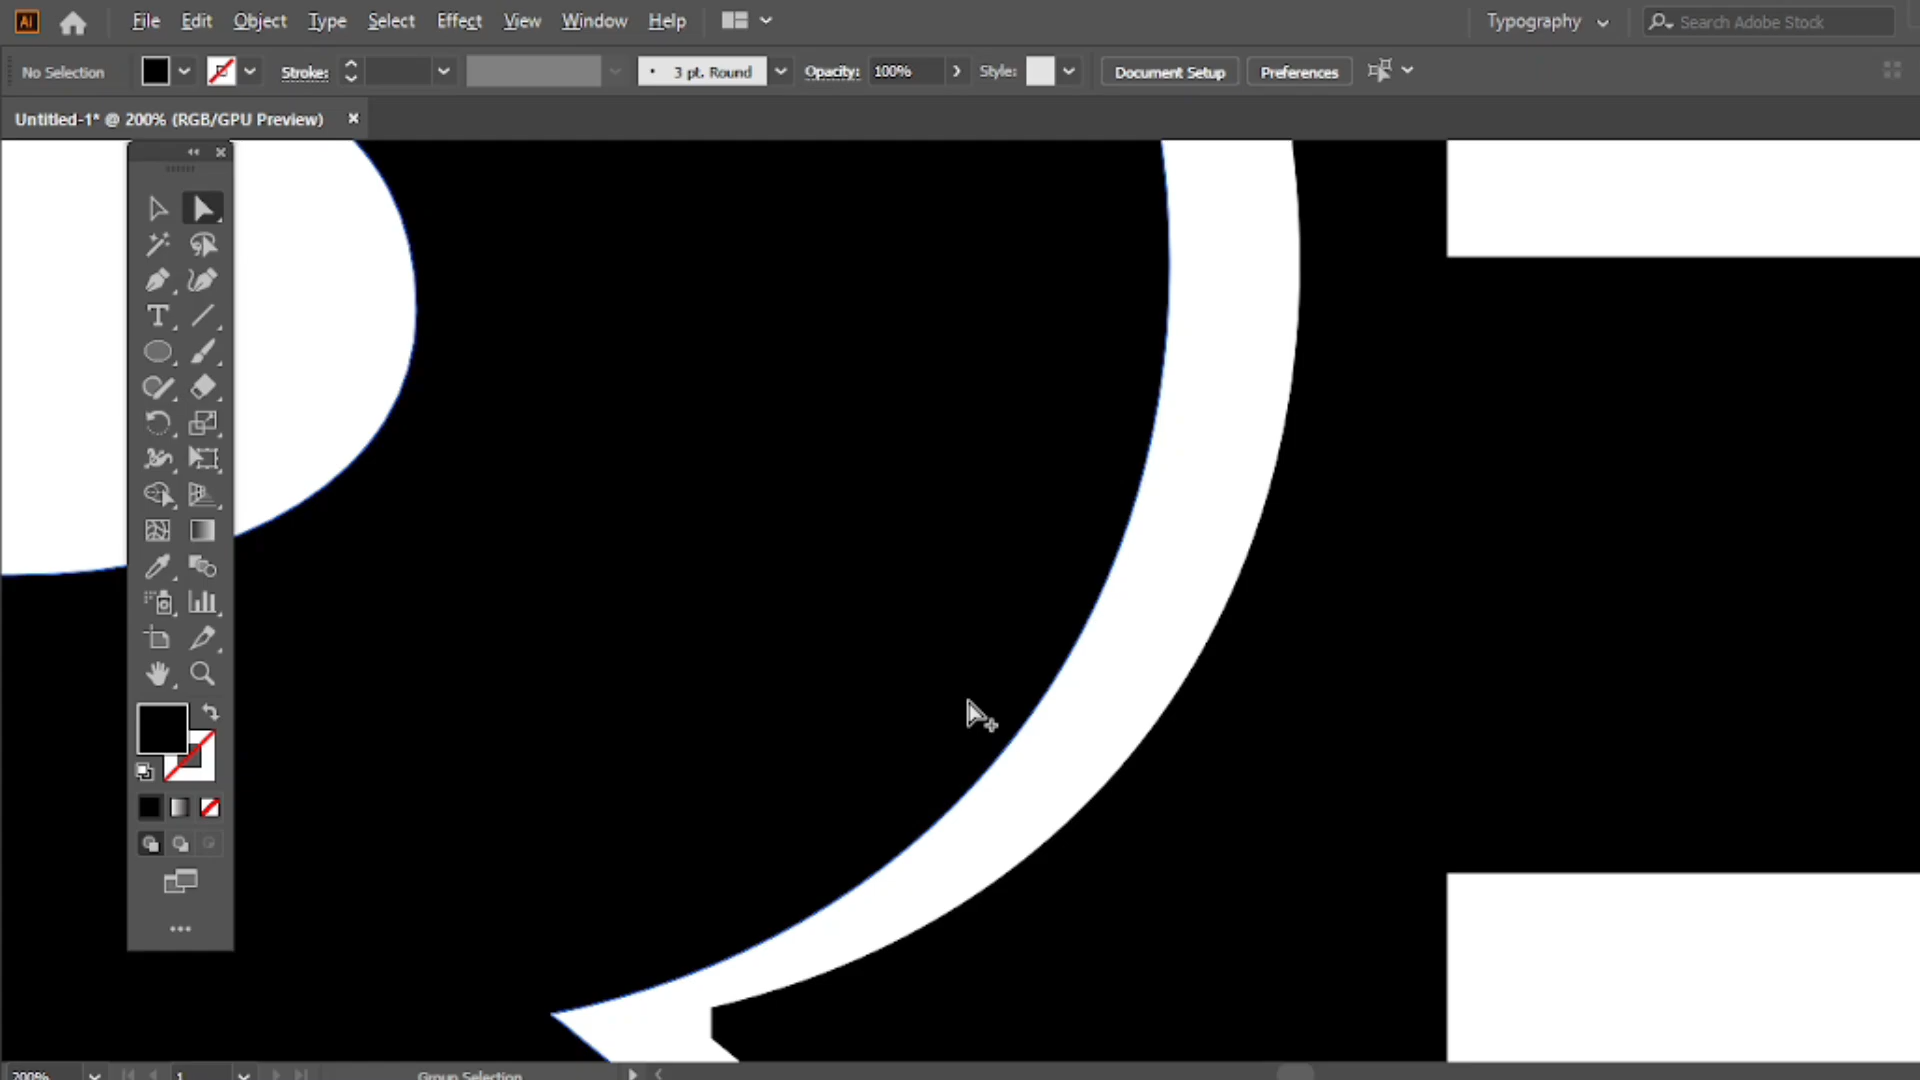 Ai File Edit Object Type Select Effect View Window Help Typography Search Adobe Stock
No Selection Stroke: 3 pt. Round Opacity: 100% Style: Document Setup Preferences
Untitled-1* @ 200% (RGB/GPU Preview)
200% 1 Group Selection